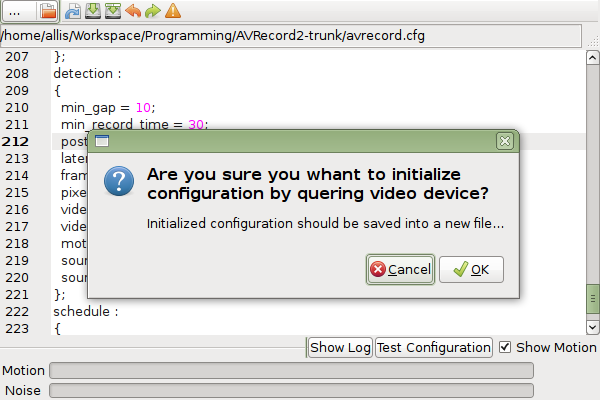 ...
/home/allis/Workspace/Programming/AVRecord2-trunk/avrecord.cfg
207 };
208 detection :
209 {
210 min_gap = 10;
211 min_record_time = 30;
212 post
213 later
214 fram
215 pixe
216 vide
217 vide
218 mot
219 sour
220 sour
221 };
222 schedule :
223 {
Are you sure you whant to initialize
configuration by quering video device?
Initialized configuration should be saved into a new file...
Cancel OK
Show Log Test Configuration Show Motion
Motion
Noise